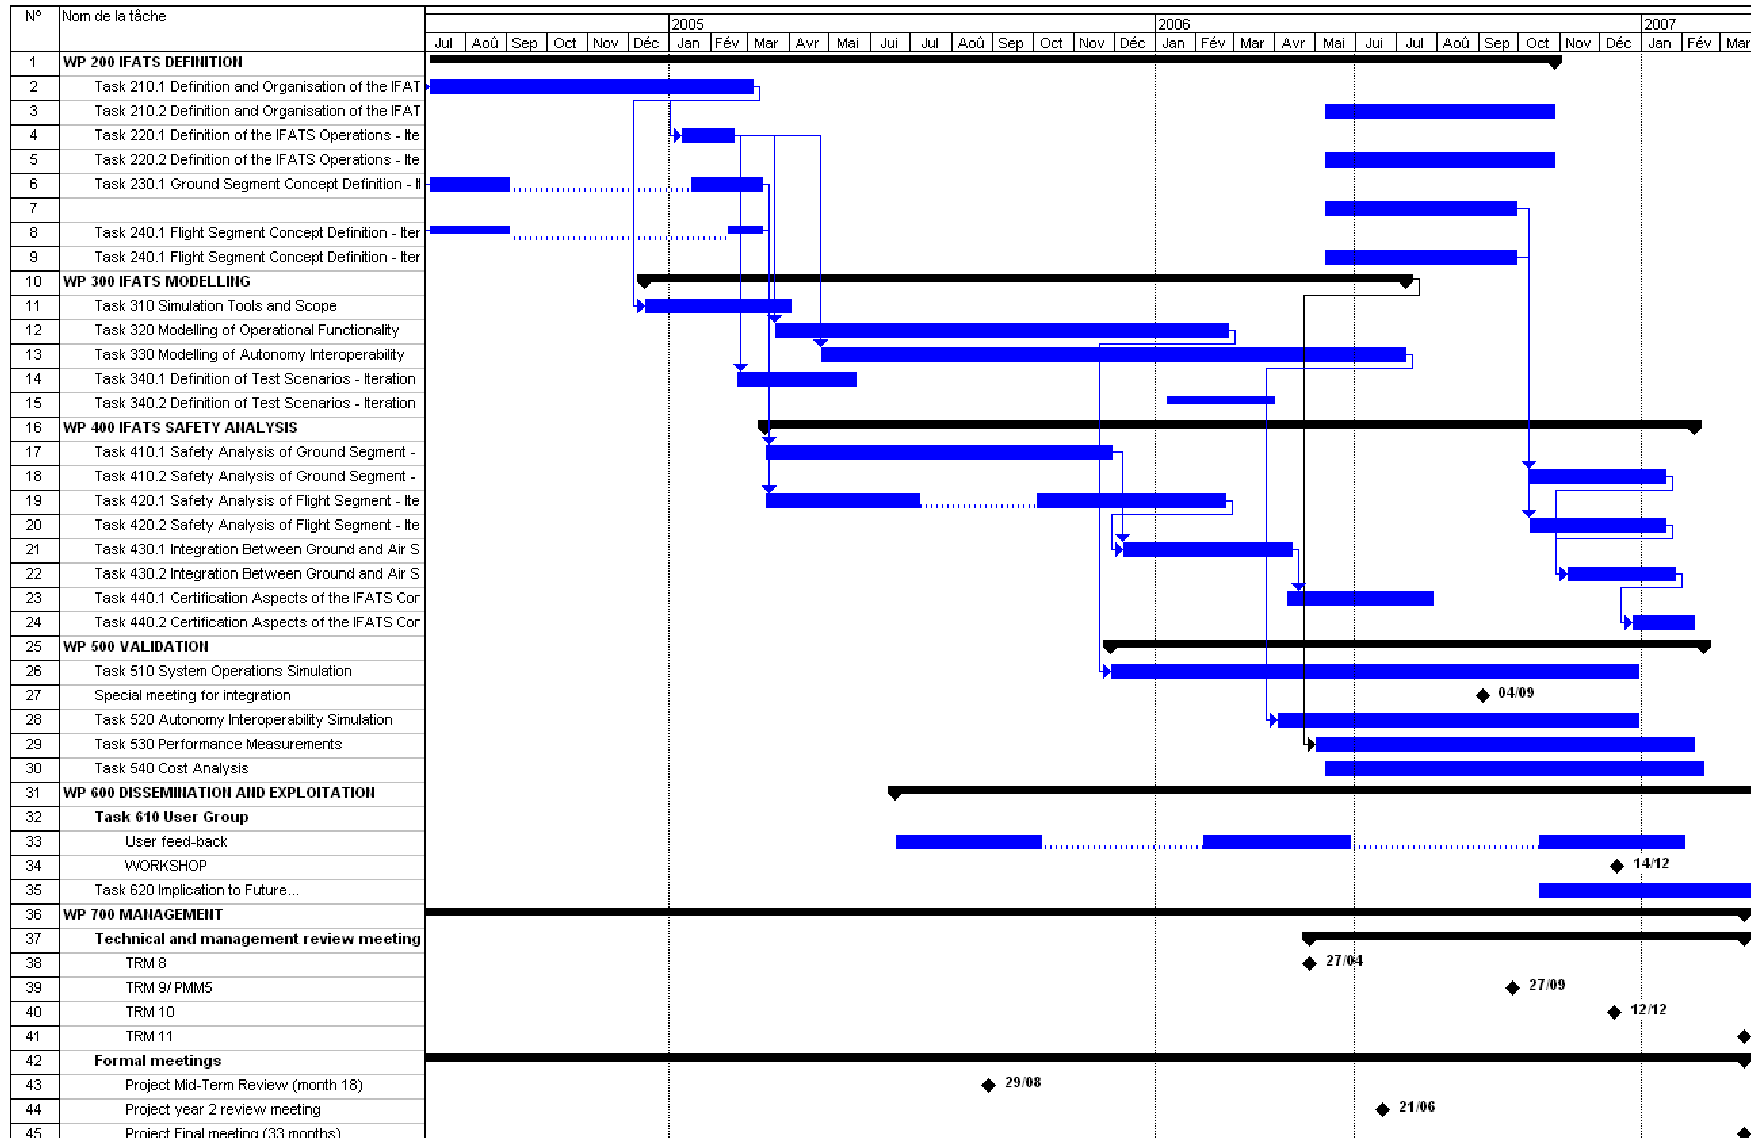 Nº Nom de la tâche 2005 2006 2007
Jul Aoû Sep Oct Nov Déc Jan Fév Mar Avr Mai Jui Jul Aoû Sep Oct Nov Déc Jan Fév Mar Avr Mai Jui Jul Aoû Sep Oct Nov Déc Jan Fév Mar
1 WP 200 IFATS DEFINITION
2 Task 210.1 Definition and Organisation of the IFAT
3 Task 210.2 Definition and Organisation of the IFAT
4 Task 220.1 Definition of the IFATS Operations - Ite
5 Task 220.2 Definition of the IFATS Operations - Ite
6 Task 230.1 Ground Segment Concept Definition - It
7
8 Task 240.1 Flight Segment Concept Definition - Iter
9 Task 240.1 Flight Segment Concept Definition - Iter
10 WP 300 IFATS MODELLING
11 Task 310 Simulation Tools and Scope
12 Task 320 Modelling of Operational Functionality
13 Task 330 Modelling of Autonomy Interoperability
14 Task 340.1 Definition of Test Scenarios - Iteration
15 Task 340.2 Definition of Test Scenarios - Iteration
16 WP 400 IFATS SAFETY ANALYSIS
17 Task 410.1 Safety Analysis of Ground Segment -
18 Task 410.2 Safety Analysis of Ground Segment -
19 Task 420.1 Safety Analysis of Flight Segment - Ite
20 Task 420.2 Safety Analysis of Flight Segment - Ite
21 Task 430.1 Integration Between Ground and Air S
22 Task 430.2 Integration Between Ground and Air S
23 Task 440.1 Certification Aspects of the IFATS Cor
24 Task 440.2 Certification Aspects of the IFATS Cor
25 WP 500 VALIDATION
26 Task 510 System Operations Simulation
27 Special meeting for integration 04/09
28 Task 520 Autonomy Interoperability Simulation
29 Task 530 Performance Measurements
30 Task 540 Cost Analysis
31 WP 600 DISSEMINATION AND EXPLOITATION
32 Task 610 User Group
33 User feed-back
34 WORKSHOP 14/12
35 Task 620 Implication to Future...
36 WP 700 MANAGEMENT
37 Technical and management review meeting
38 TRM 8 27/04
39 TRM 9/ PMM5 27/09
40 TRM 10 12/12
41 TRM 11
42 Formal meetings
43 Project Mid-Term Review (month 18) 29/08
44 Project year 2 review meeting 21/06
45 Project Final meeting (33 months)